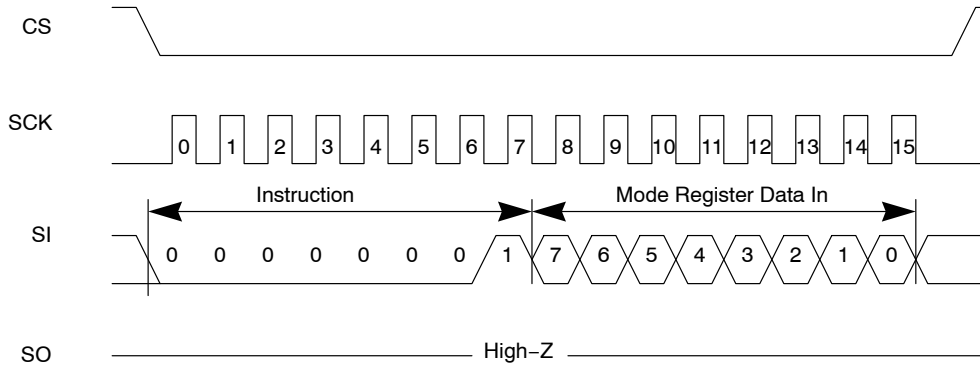 CS
SCK
0 1 2 3 4 5 6 7 8 9 10 11 12 13 14 15
Instruction Mode Register Data In
SI
0 0 0 0 0 0 0 1 7 6 5 4 3 2 1 0
SO
High−Z